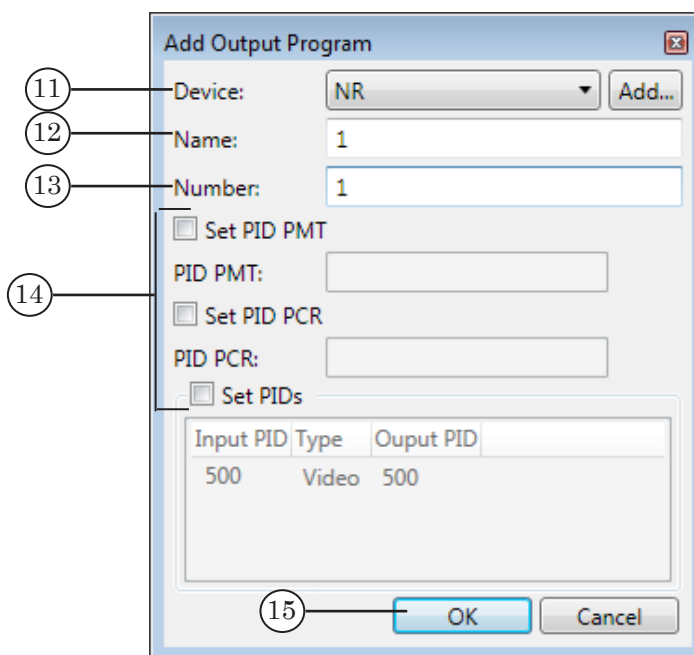 Add Output Program
11 Device: NR Add...
12 Name: 1
13 Number: 1
Set PID PMT
PID PMT:
14 Set PID PCR
PID PCR:
Set PIDs
Input PID Type Ouput PID
500 Video 500
15 OK Cancel